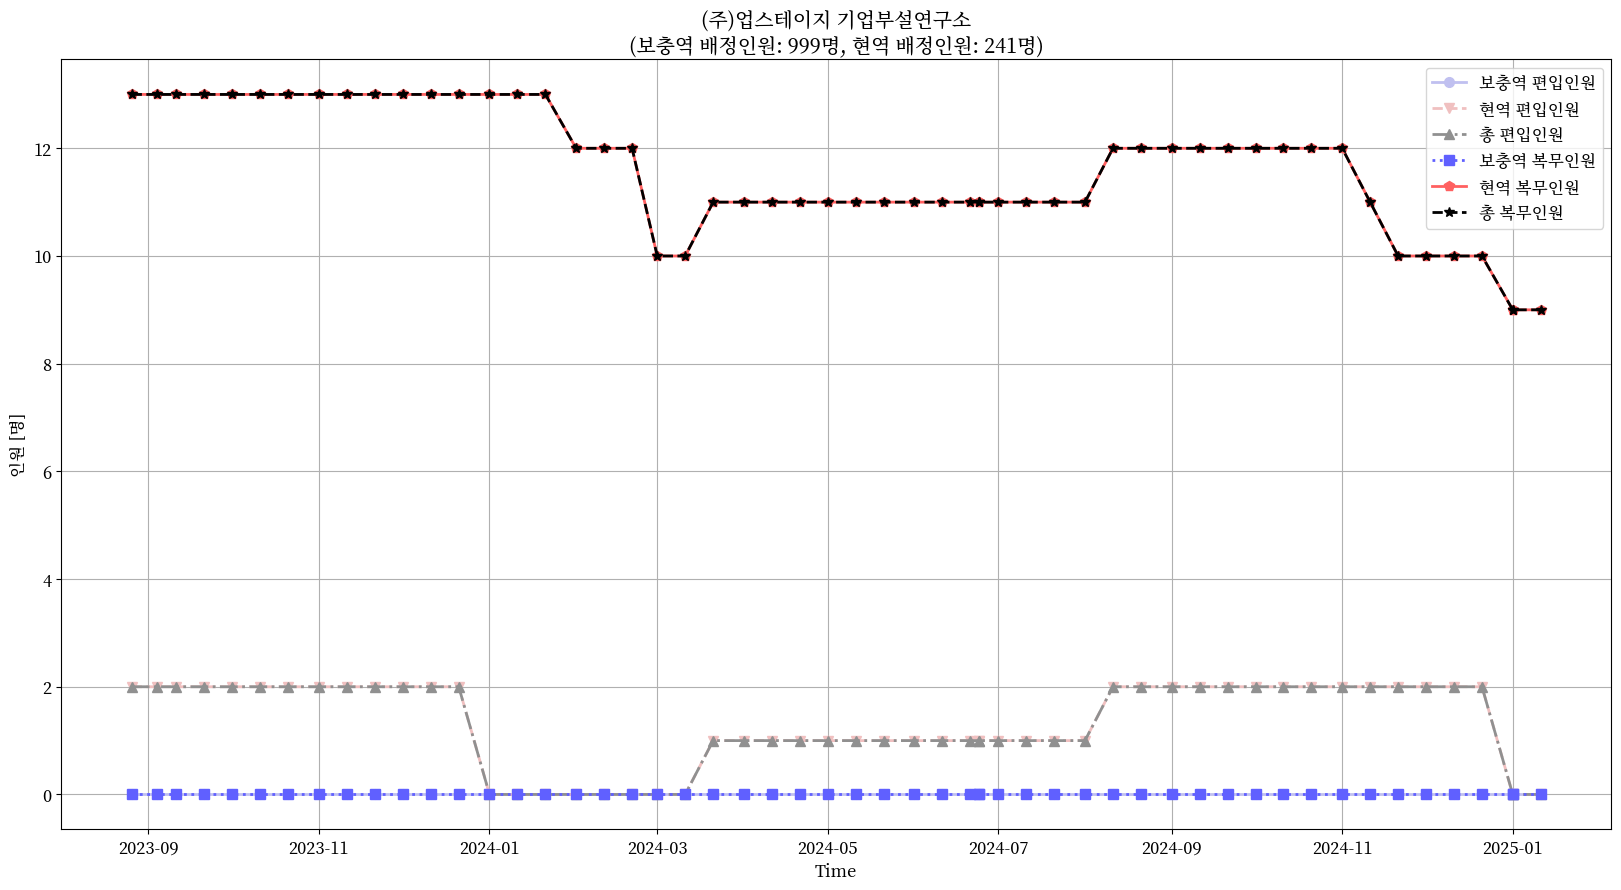 (주)업스테이지 기업부설연구소
(보충역 배정인원: 999명, 현역 배정인원: 241명)
보충역 편입인원
현역 편입인원
총 편입인원
보충역 복무인원
현역 복무인원
총 복무인원
12
10
8
6
4
2
0
인원 [명]
2023-09 2023-11 2024-01 2024-03 2024-05 2024-07 2024-09 2024-11 2025-01
Time